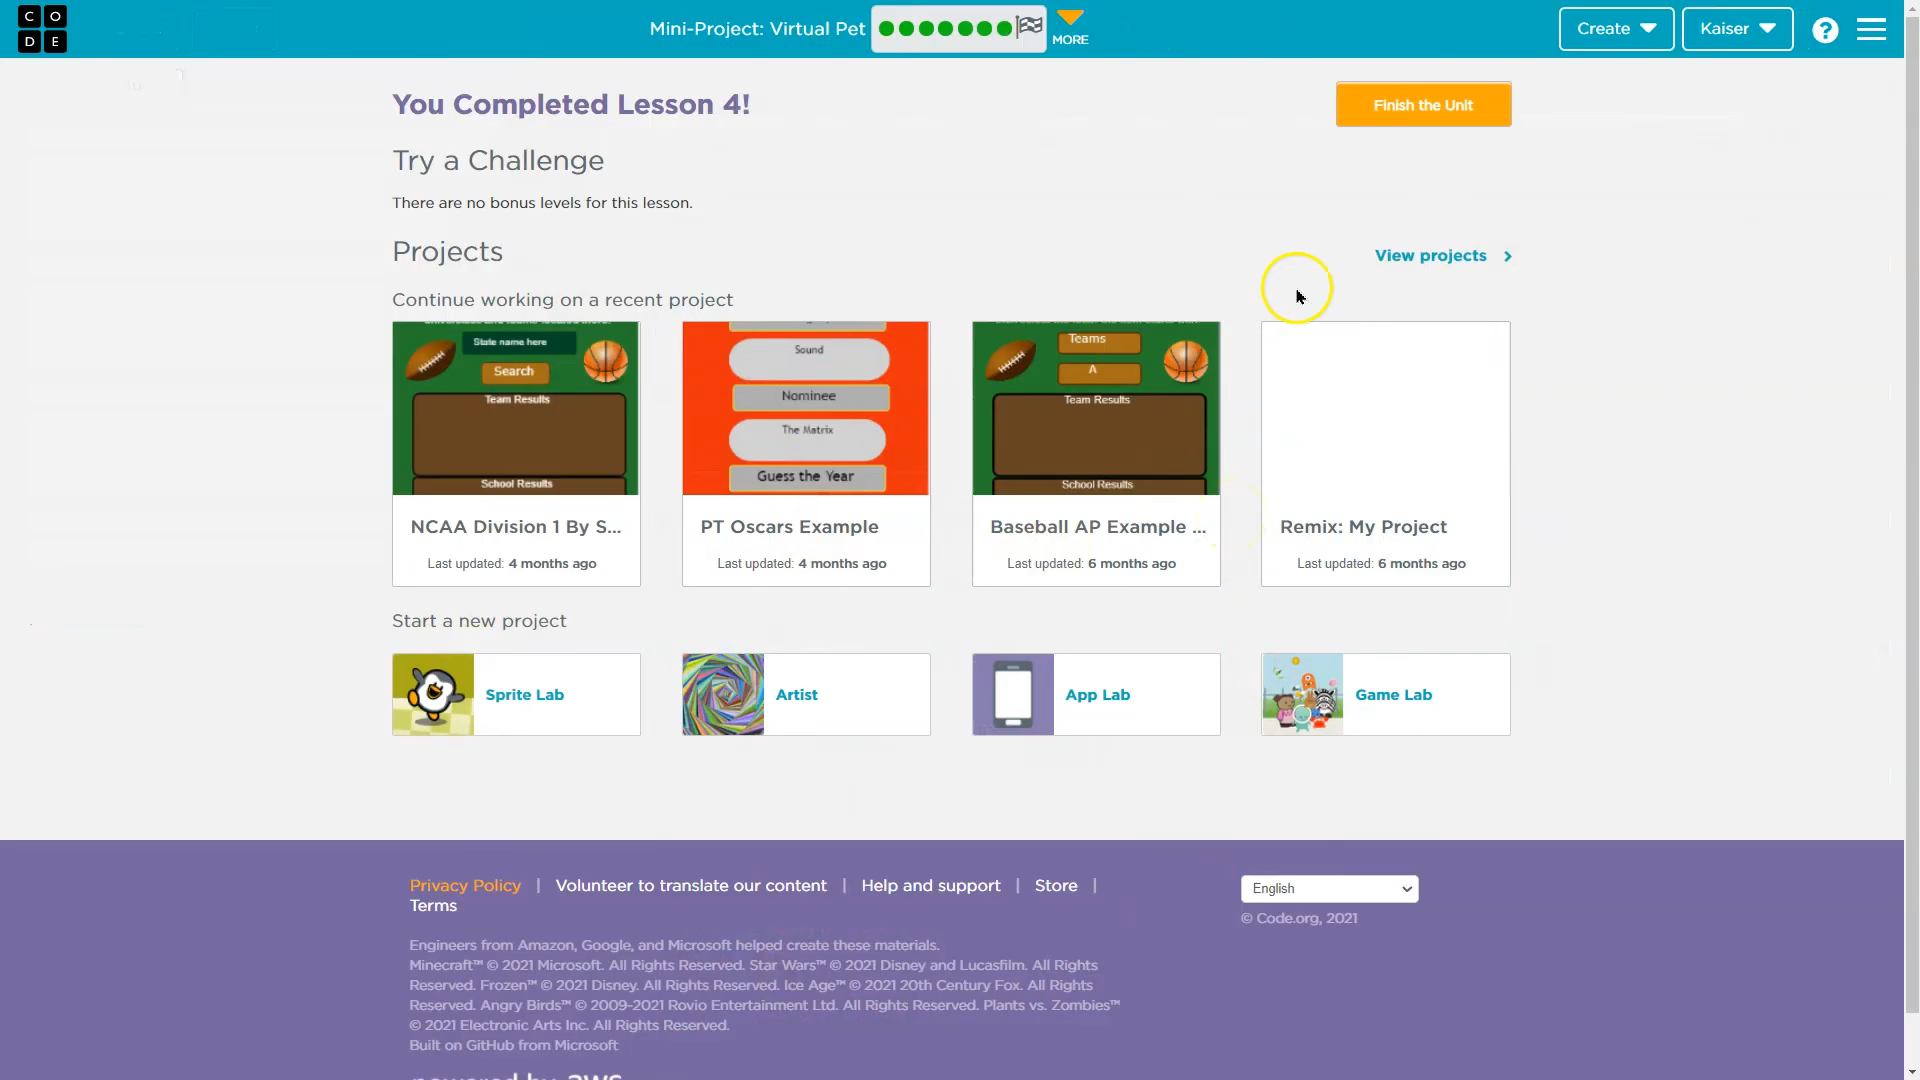 C O
D E
Mini-Project: Virtual Pet
MORE
Create
Kaiser
?
You Completed Lesson 4!
Finish the Unit
Try a Challenge
There are no bonus levels for this lesson.
Projects
View projects
Continue working on a recent project
State name here
Search
Team Results
School Results
Sound
Nominee
The Matrix
Guess the Year
Teams
A
Team Results
School Results
NCAA Division 1 By S...
PT Oscars Example
Baseball AP Example ...
Remix: My Project
Last updated: 4 months ago
Last updated: 4 months ago
Last updated: 6 months ago
Last updated: 6 months ago
Start a new project
Sprite Lab
Artist
App Lab
Game Lab
Privacy Policy | Volunteer to translate our content | Help and support | Store |
Terms
English
© Code.org, 2021
Engineers from Amazon, Google, and Microsoft helped create these materials.
Minecraft™ © 2021 Microsoft. All Rights Reserved. Star Wars™ © 2021 Disney and Lucasfilm. All Rights
Reserved. Frozen™ © 2021 Disney. All Rights Reserved. Ice Age™ © 2021 20th Century Fox. All Rights
Reserved. Angry Birds™ © 2009-2021 Rovio Entertainment Ltd. All Rights Reserved. Plants vs. Zombies™
© 2021 Electronic Arts Inc. All Rights Reserved.
Built on GitHub from Microsoft
powered by aws